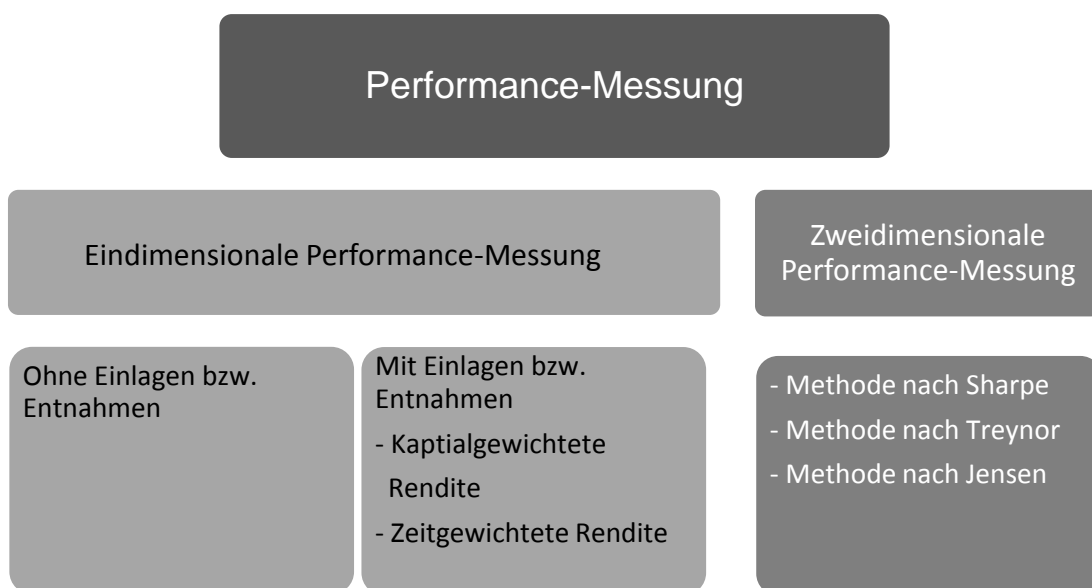 Performance-Messung
Eindimensionale Performance-Messung
Zweidimensionale
Performance-Messung
Ohne Einlagen bzw.
Entnahmen
Mit Einlagen bzw.
Entnahmen
- Kaptialgewichtete
Rendite
- Zeitgewichtete Rendite
- Methode nach Sharpe
- Methode nach Treynor
- Methode nach Jensen